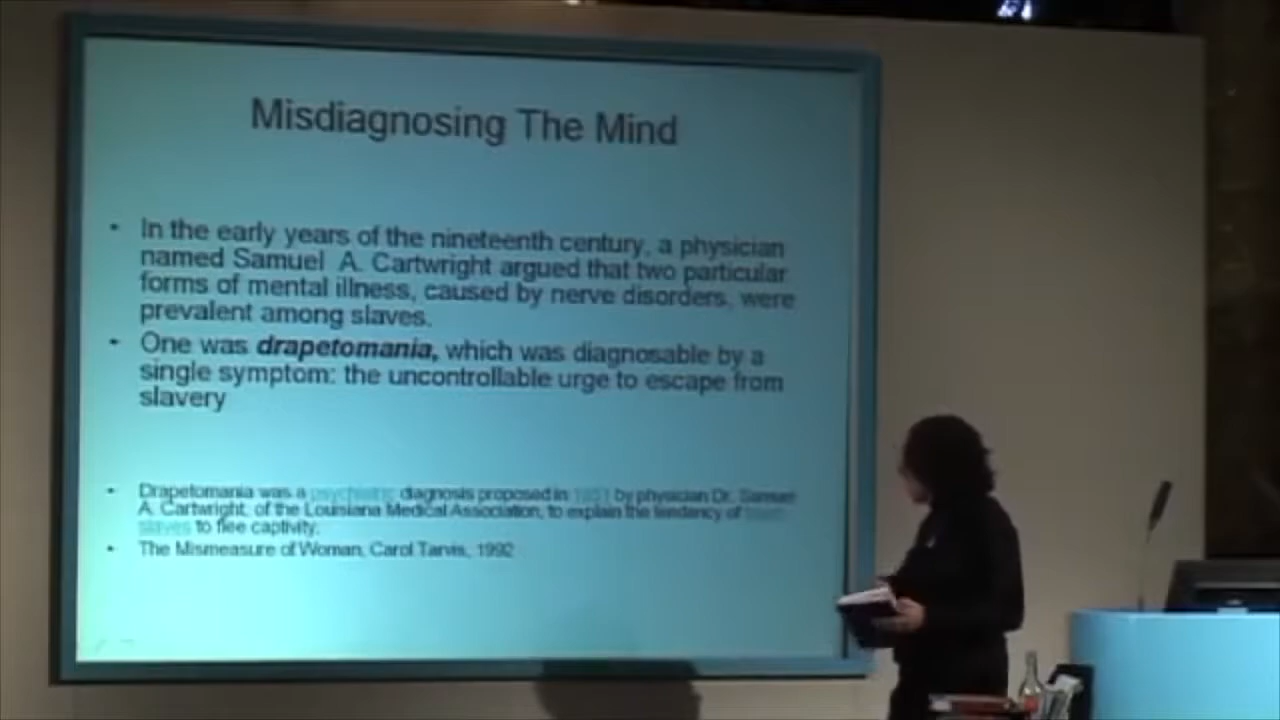 Misdiagnosing The Mind
• In the early years of the nineteenth century, a physician
named Samuel A. Cartwright argued that two particular
forms of mental illness, caused by nerve disorders, were
prevalent among slaves.
• One was drapetomania, which was diagnosable by a
single symptom: the uncontrollable urge to escape from
slavery
• Drapetomania was a psychiatric diagnosis proposed in 1851 by physician Dr. Samuel
A. Cartwright, of the Louisiana Medical Association, to explain the tendency of black
slaves to flee captivity.
• The Mismeasure of Woman, Carol Tarvis, 1992